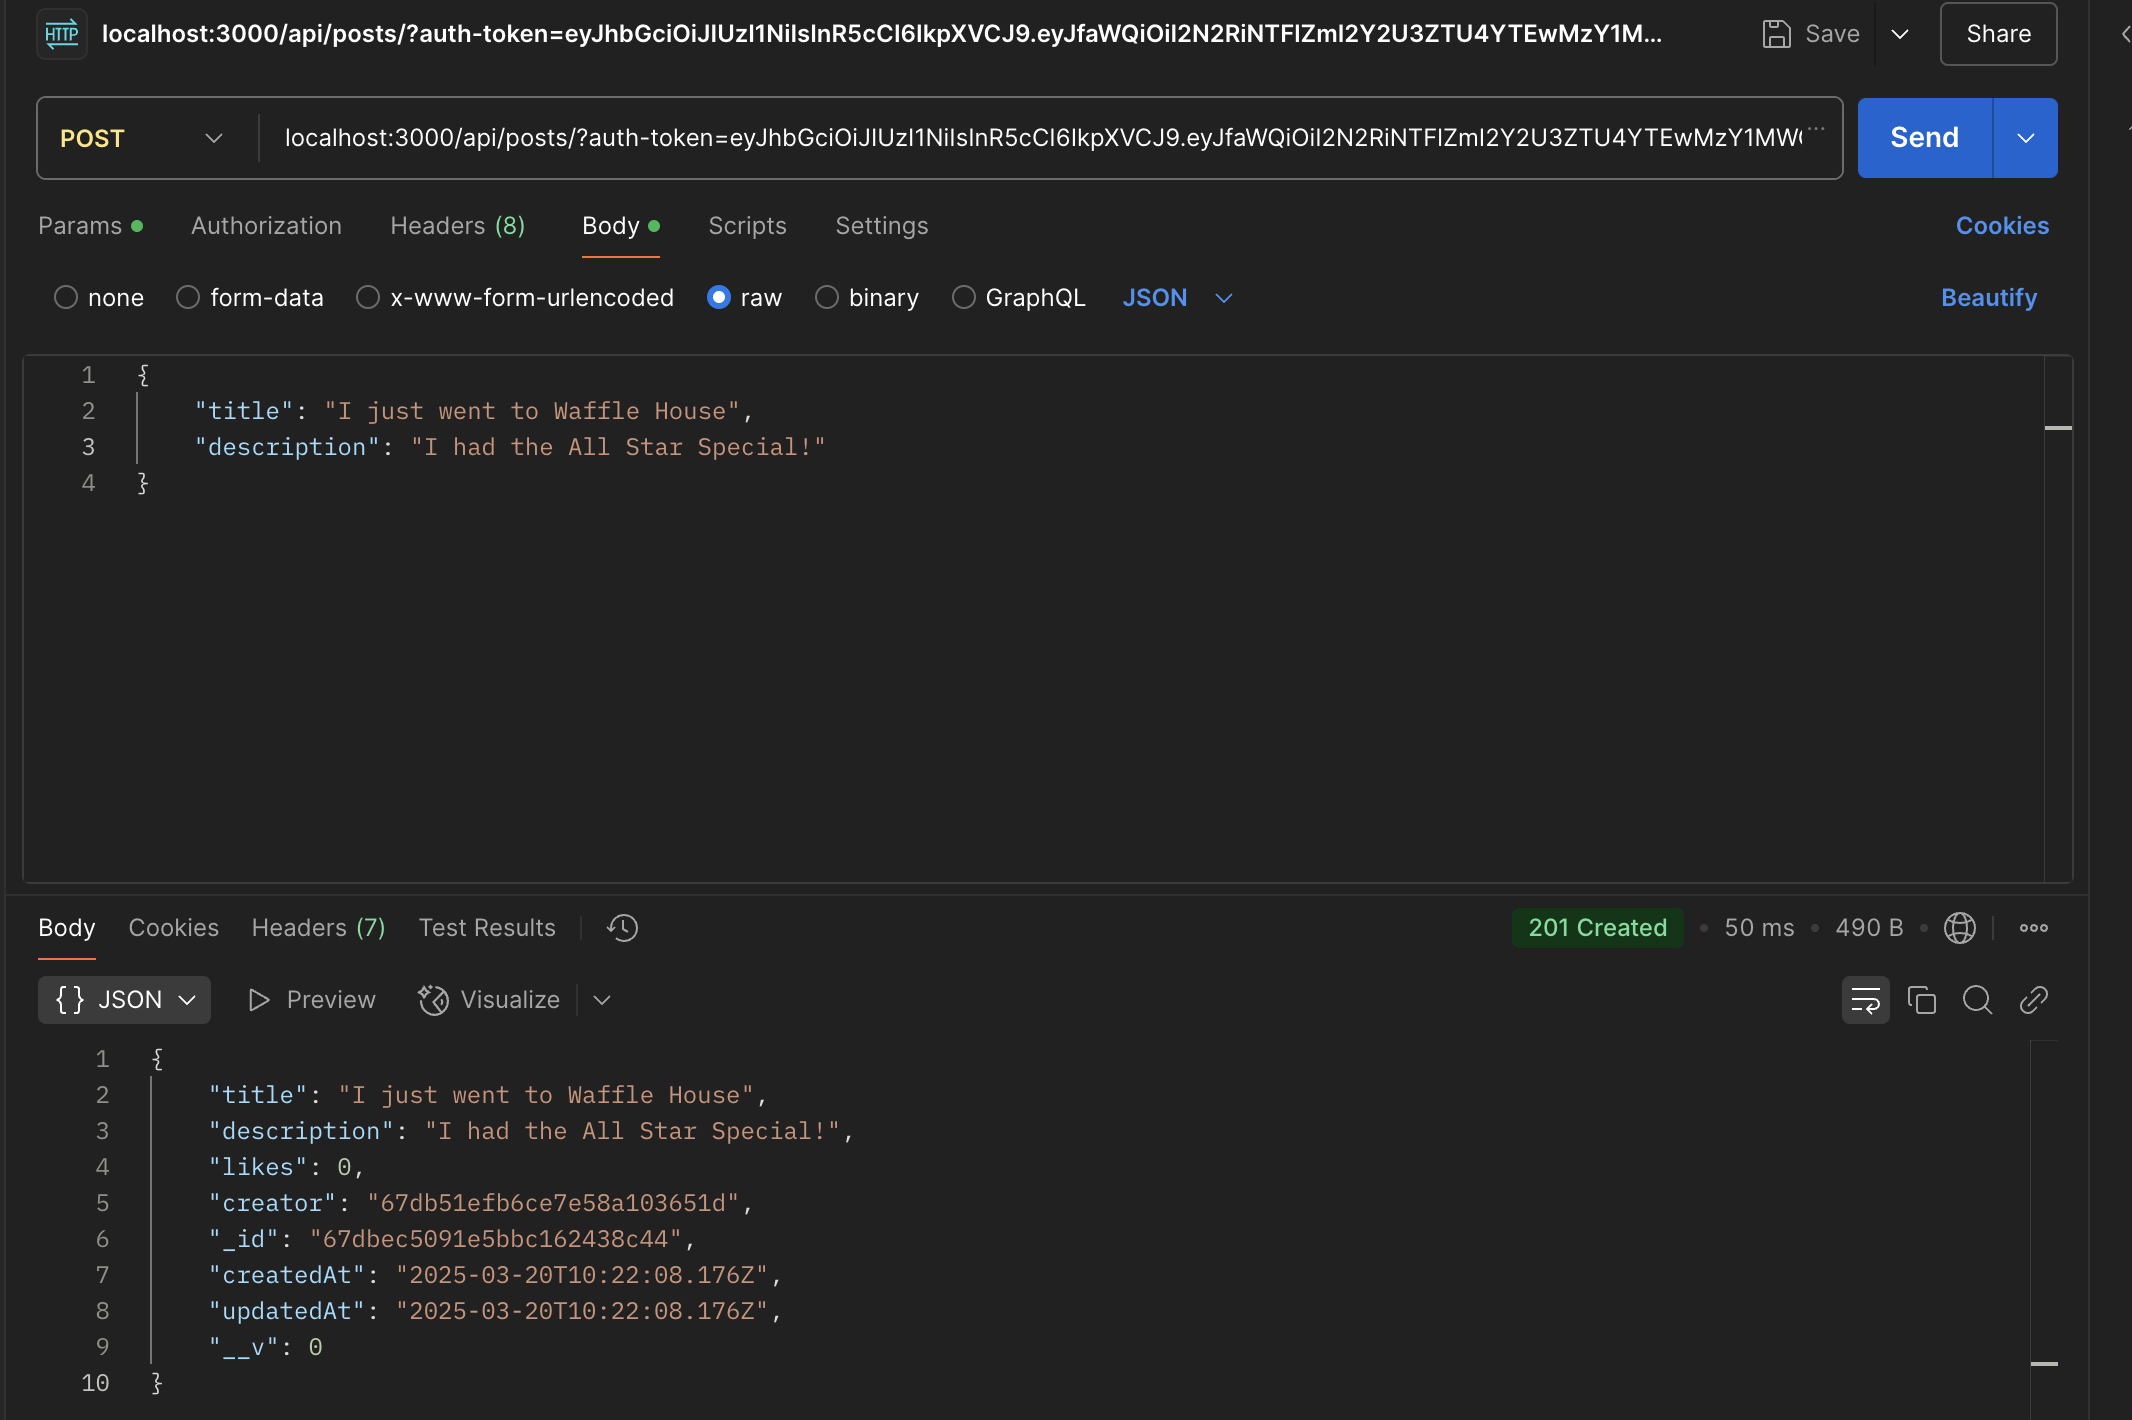 HTTP localhost:3000/api/posts/?auth-token=eyJhbGciOiJIUzI1NiIsInR5cCI6IkpXVCJ9.eyJfaWQiOiI2N2RiNTFlZmI2Y2U3ZTU4YTEwMzY1M... Save Share
POST localhost:3000/api/posts/?auth-token=eyJhbGciOiJIUzI1NiIsInR5cCI6IkpXVCJ9.eyJfaWQiOiI2N2RiNTFlZmI2Y2U3ZTU4YTEwMzY1MW ... Send
Params Authorization Headers (8) Body Scripts Settings Cookies
none form-data x-www-form-urlencoded raw binary GraphQL JSON Beautify
1 {
2 "title": "I just went to Waffle House",
3 "description": "I had the All Star Special!"
4 }
Body Cookies Headers (7) Test Results 201 Created • 50 ms • 490 B •
{} JSON Preview Visualize
1 {
2 "title": "I just went to Waffle House",
3 "description": "I had the All Star Special!",
4 "likes": 0,
5 "creator": "67db51efb6ce7e58a103651d",
6 "_id": "67dbec5091e5bbc162438c44",
7 "createdAt": "2025-03-20T10:22:08.176Z",
8 "updatedAt": "2025-03-20T10:22:08.176Z",
9 "__v": 0
10 }